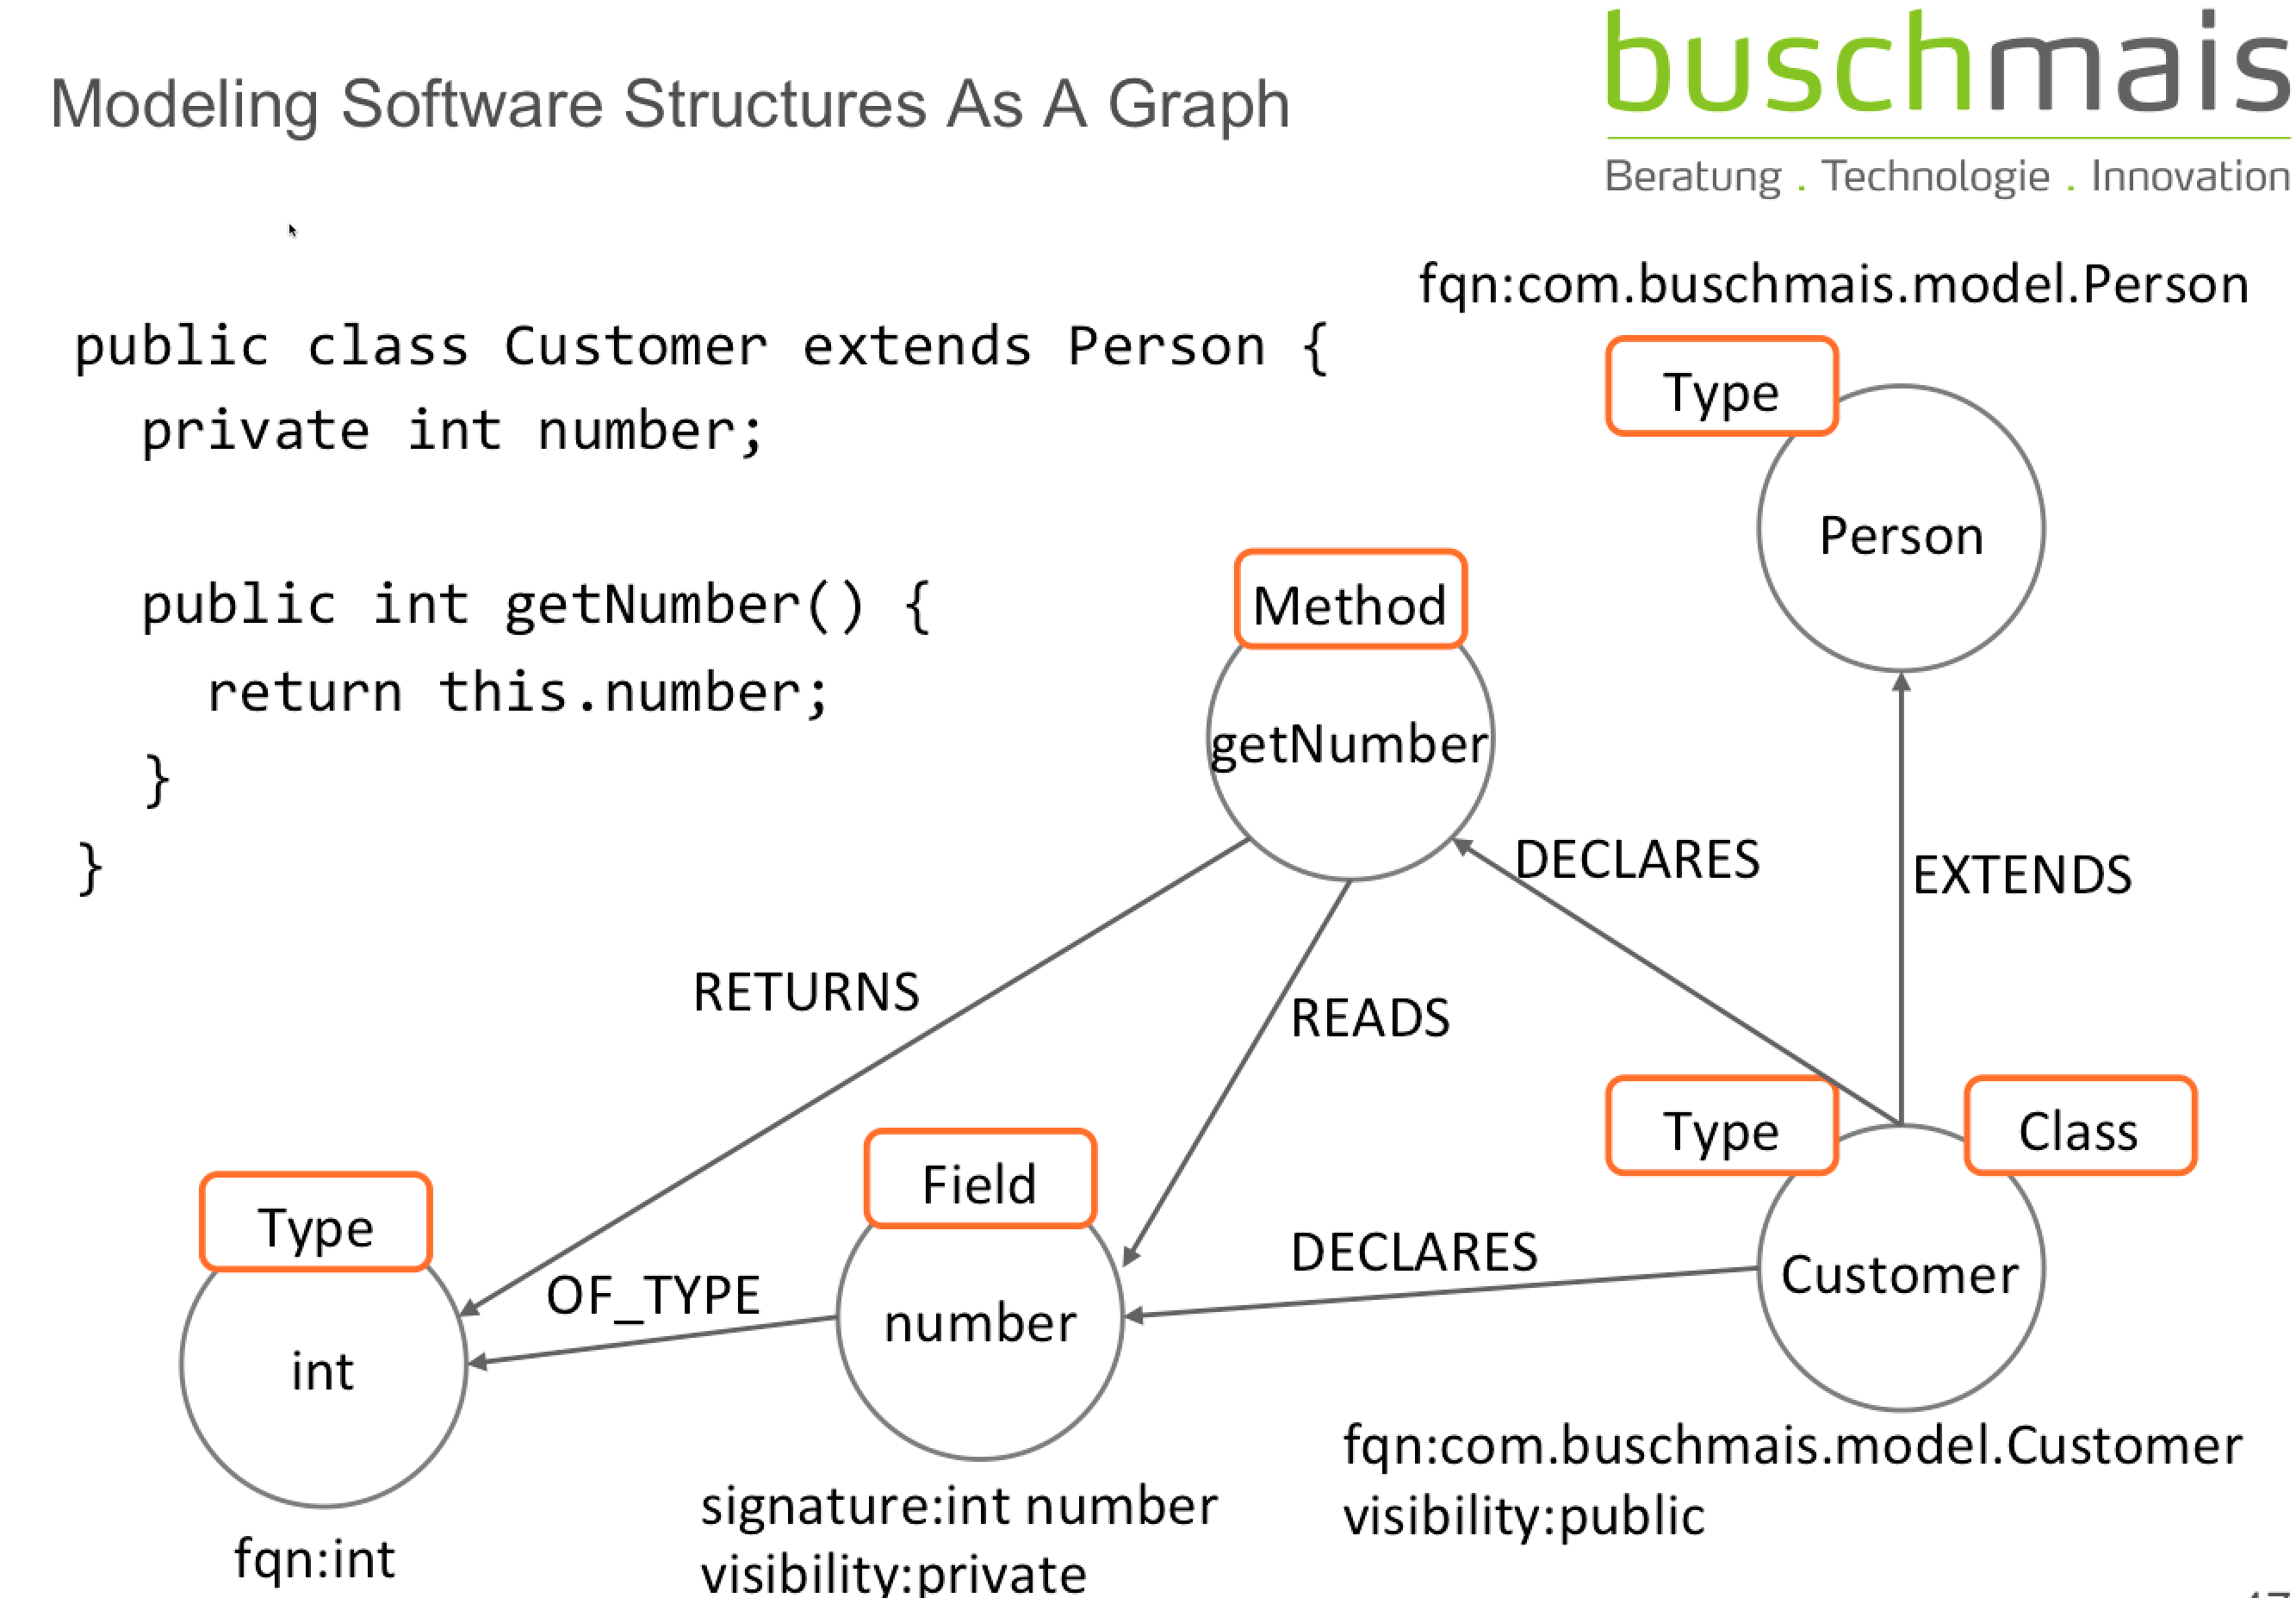 Modeling Software Structures As A Graph
buschmais
Beratung . Technologie . Innovation
public class Customer extends Person {
private int number;
public int getNumber() {
return this.number;
}
}
fqn:com.buschmais.model.Person
Type
Person
Method
getNumber
DECLARES
EXTENDS
RETURNS
READS
Type
Class
Customer
Field
number
DECLARES
Type
int
OF_TYPE
fqn:com.buschmais.model.Customer
visibility:public
signature:int number
visibility:private
fqn:int